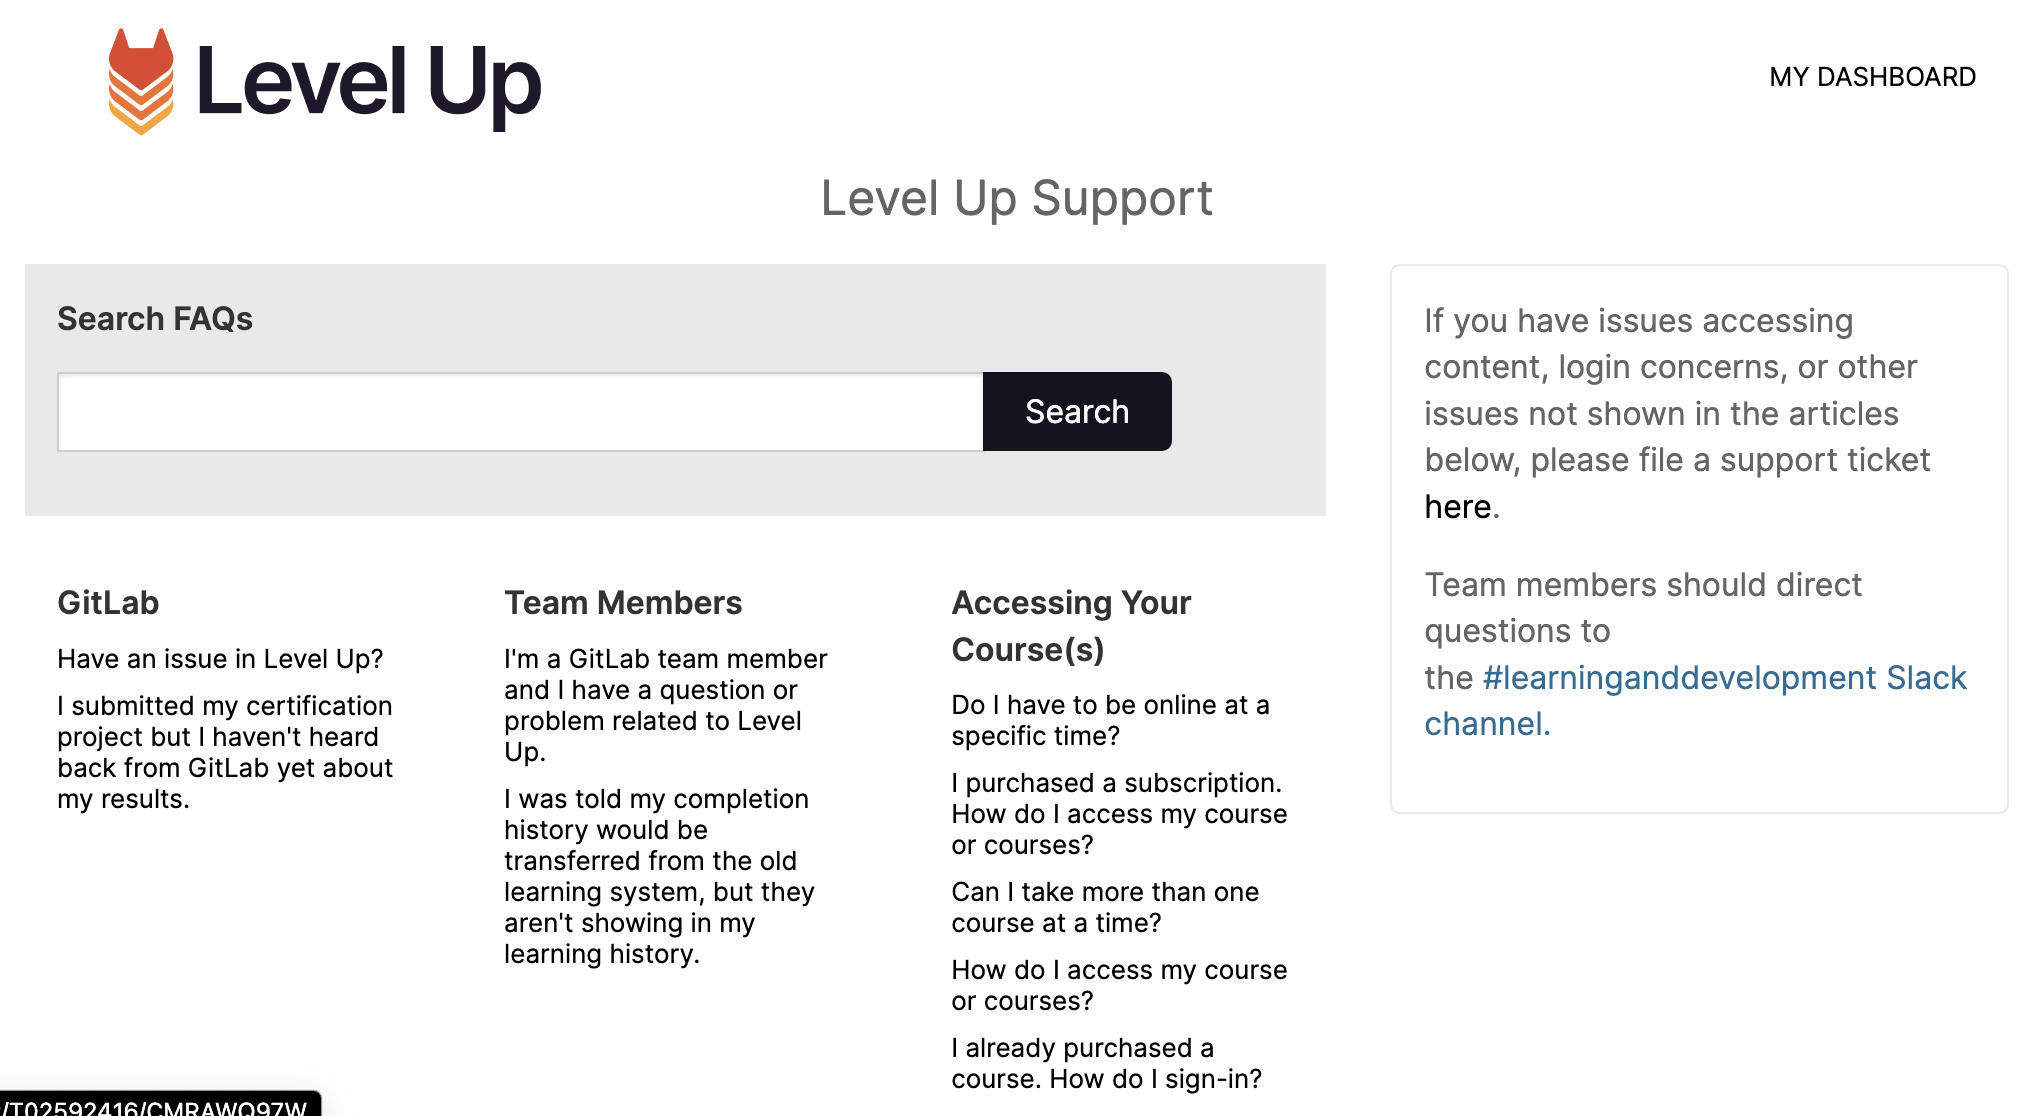 Level Up
MY DASHBOARD
Level Up Support
Search FAQs
Search
If you have issues accessing
content, login concerns, or other
issues not shown in the articles
below, please file a support ticket
here.
Team members should direct
questions to
the #learninganddevelopment Slack
channel.
GitLab
Have an issue in Level Up?
I submitted my certification
project but I haven't heard
back from GitLab yet about
my results.
Team Members
I'm a GitLab team member
and I have a question or
problem related to Level
Up.
I was told my completion
history would be
transferred from the old
learning system, but they
aren't showing in my
learning history.
Accessing Your
Course(s)
Do I have to be online at a
specific time?
I purchased a subscription.
How do I access my course
or courses?
Can I take more than one
course at a time?
How do I access my course
or courses?
I already purchased a
course. How do I sign-in?
/T02592416/CMRAWQ97W